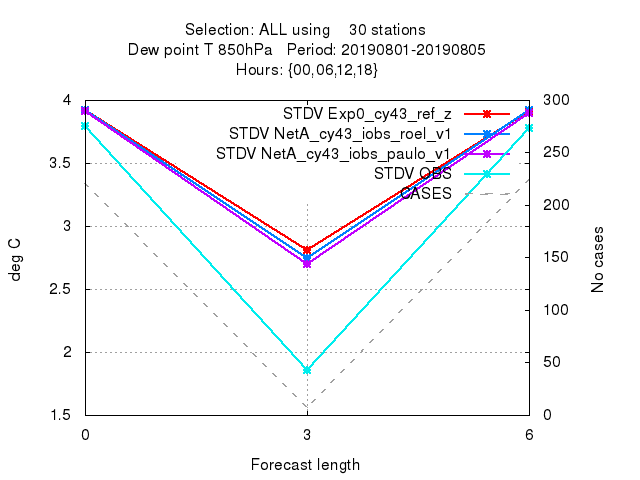 Selection: ALL using 30 stations
Dew point T 850hPa Period: 20190801-20190805
Hours: {00,06,12,18}
STDV Exp0_cy43_ref_z
STDV NetA_cy43_iobs_roel_v1
STDV NetA_cy43_iobs_paulo_v1
STDV OBS
CASES
4
3.5
3
2.5
2
1.5
deg C
300
250
200
150
100
50
0
No cases
0 3 6
Forecast length